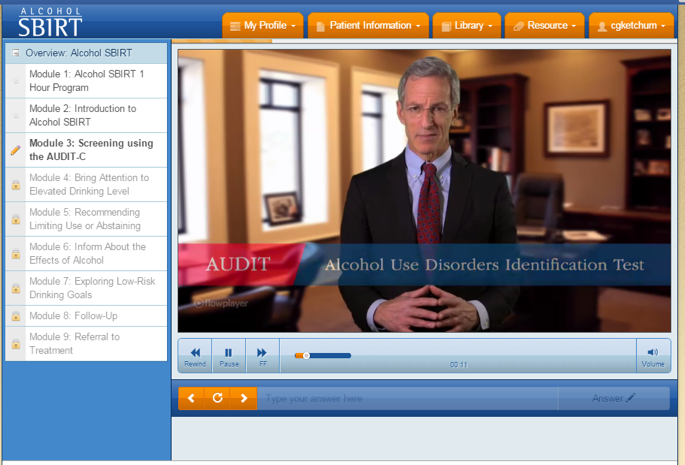 ALCOHOL
SBIRT
My Profile
Patient Information
Library
Resource
cgketchum
Overview: Alcohol SBIRT
Module 1: Alcohol SBIRT 1
Hour Program
Module 2: Introduction to
Alcohol SBIRT
Module 3: Screening using
the AUDIT-C
Module 4: Bring Attention to
Elevated Drinking Level
Module 5: Recommending
Limiting Use or Abstaining
Module 6: Inform About the
Effects of Alcohol
Module 7: Exploring Low-Risk
Drinking Goals
Module 8: Follow-Up
Module 9: Referral to
Treatment
AUDIT Alcohol Use Disorders Identification Test
flowplayer
Rewind
Pause
FF
00:11
Volume
Type your answer here
Answer